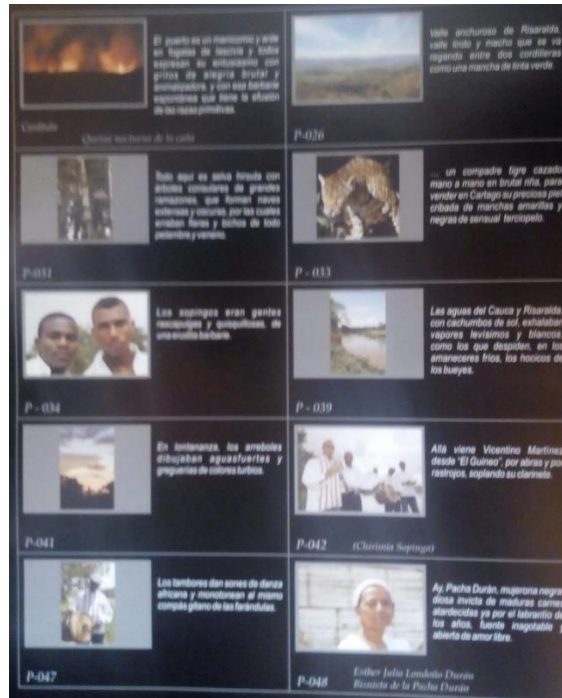 El puerto es un manicomio y arde
en fogatas de lascivia y todos
expresan su entusiasmo con
gritos de alegría brutal y
animalizadora, y con esa barbarie
espontánea que tiene la efusión
de las razas primitivas.
Quemas nocturnas de la caña
Valle anchuroso de Risaralda,
valle lindo y macho que se va
regando entre dos cordilleras
como una mancha de tinta verde.
P-026
Todo aquí es selva hirsuta con
árboles consulares de grandes
ramazones, que forman naves
extensas y oscuras, por las cuales
erraban fieras y bichos de todo
pelambre y veneno.
P-031
... un compadre tigre cazado
mano a mano en brutal riña, para
vender en Cartago su preciosa piel
cribada de manchas amarillas y
negras de sensual terciopelo.
P - 033
Los sopingos eran gentes
rascapulgas y quisquillosas, de
una erudita barbarie.
P - 034
Las aguas del Cauca y Risaralda,
con cachumbos de sol, exhalaban
vapores levísimos y blancos,
como los que despiden, en los
amaneceres fríos, los hocicos de
los bueyes.
P - 039
En lontananza, los arreboles
dibujaban aguasfuertes y
greguerías de colores turbios.
P-041
Allá viene Vicentino Martínez
desde "El Guineo", por abras y por
rastrojos, soplando su clarinete.
P-042
(Chirimía Sopinga)
Los tambores dan sones de danza
africana y monotonean al mismo
compás gitano de las farándulas.
P-047
Ay, Pacha Durán, mujerona negra,
diosa invicta de maduras carnes
atardecidas ya por el labrantío de
los años, fuente inagotable y
abierta de amor libre.
P-048
Esther Julia Londoño Durán
Bisnieta de la Pacha Durán